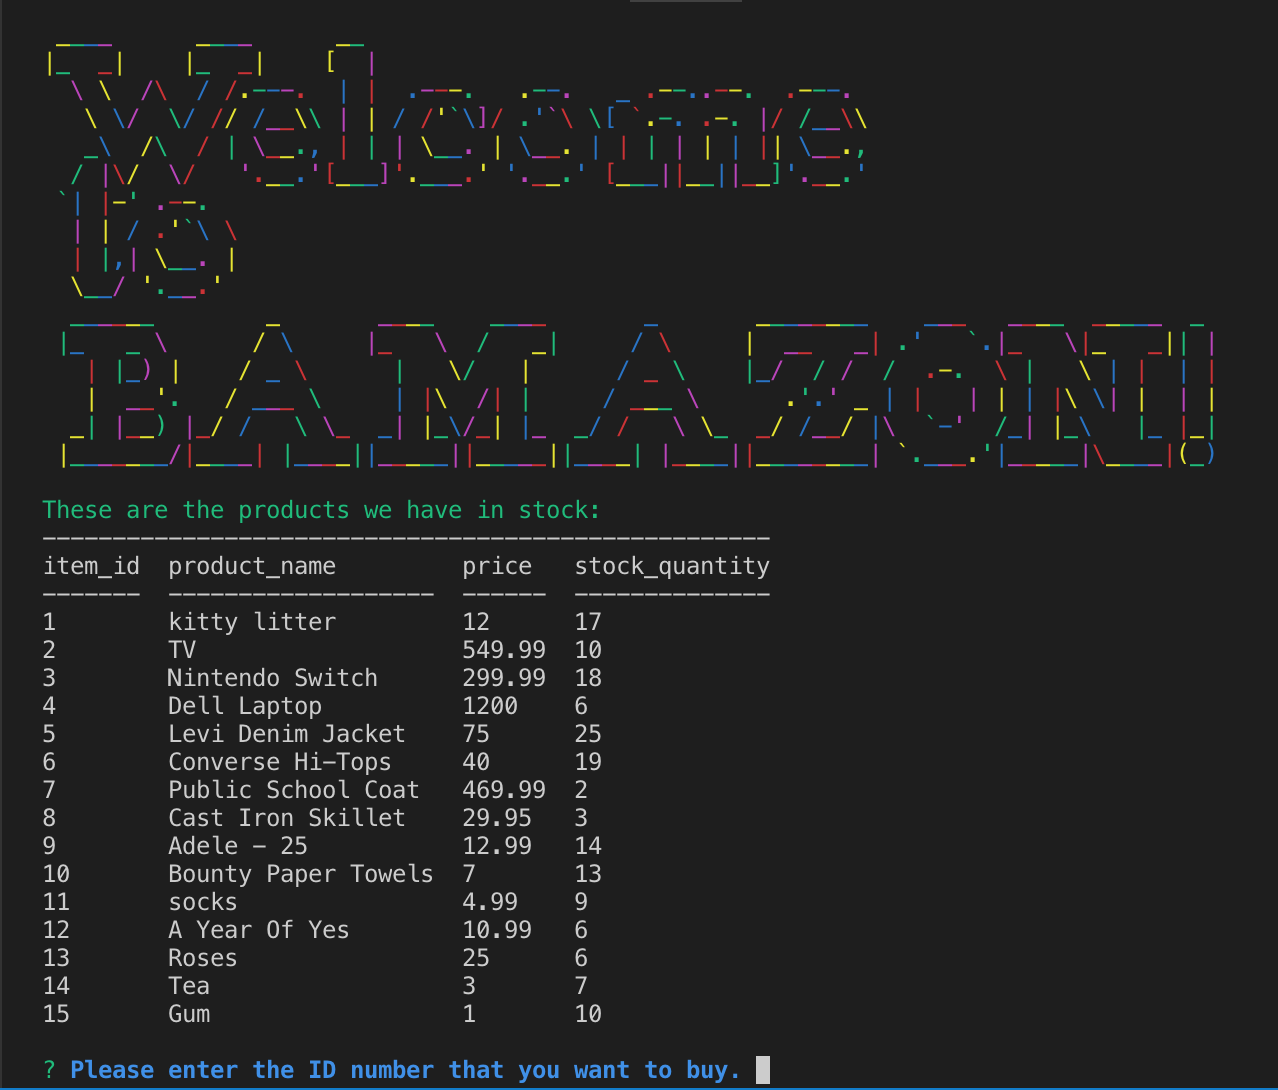 Welcome
to
BAMAZON!
These are the products we have in stock:
item_id product_name price stock_quantity
1 kitty litter 12 17
2 TV 549.99 10
3 Nintendo Switch 299.99 18
4 Dell Laptop 1200 6
5 Levi Denim Jacket 75 25
6 Converse Hi-Tops 40 19
7 Public School Coat 469.99 2
8 Cast Iron Skillet 29.95 3
9 Adele - 25 12.99 14
10 Bounty Paper Towels 7 13
11 socks 4.99 9
12 A Year Of Yes 10.99 6
13 Roses 25 6
14 Tea 3 7
15 Gum 1 10
? Please enter the ID number that you want to buy.